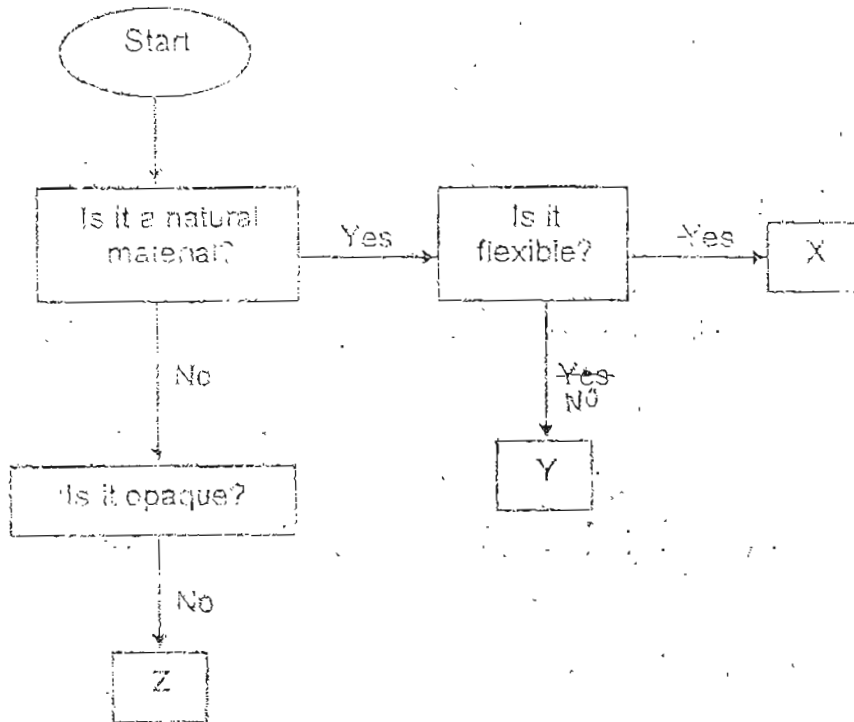 Start
Is it a natural
material?
Yes
Is it
flexible?
Yes
X
No
Yes
No
Y
Is it opaque?
No
Z